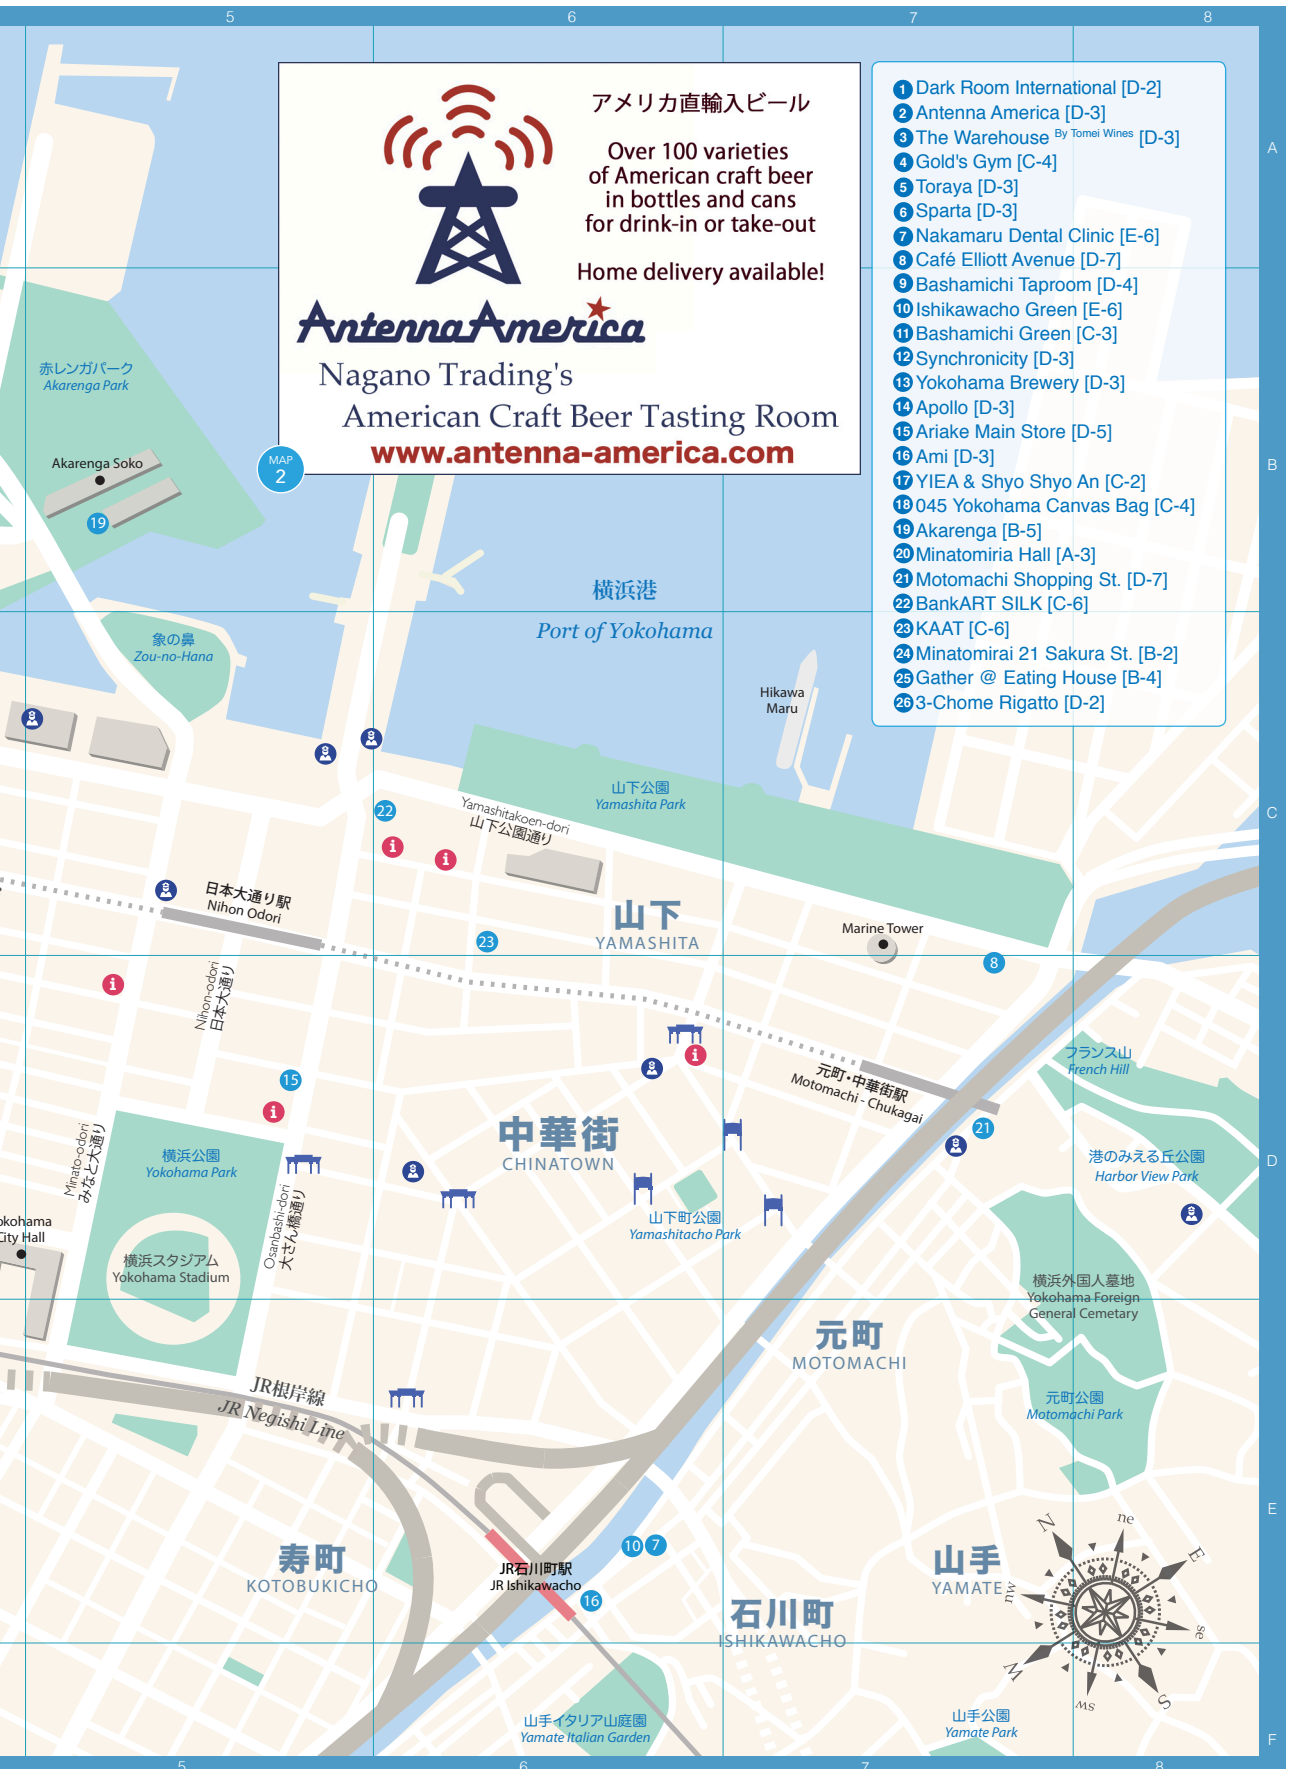 5
6
7
8
アメリカ直輸入ビール
Over 100 varieties
of American craft beer
in bottles and cans
for drink-in or take-out
Home delivery available!
Antenna America
Nagano Trading's
American Craft Beer Tasting Room
www.antenna-america.com
MAP
2
1 Dark Room International [D-2]
2 Antenna America [D-3]
3 The Warehouse By Tomei Wines [D-3]
4 Gold's Gym [C-4]
5 Toraya [D-3]
6 Sparta [D-3]
7 Nakamaru Dental Clinic [E-6]
8 Café Elliott Avenue [D-7]
9 Bashamichi Taproom [D-4]
10 Ishikawacho Green [E-6]
11 Bashamichi Green [C-3]
12 Synchronicity [D-3]
13 Yokohama Brewery [D-3]
14 Apollo [D-3]
15 Ariake Main Store [D-5]
16 Ami [D-3]
17 YIEA & Shyo Shyo An [C-2]
18 045 Yokohama Canvas Bag [C-4]
19 Akarenga [B-5]
20 Minatomiria Hall [A-3]
21 Motomachi Shopping St. [D-7]
22 BankART SILK [C-6]
23 KAAT [C-6]
24 Minatomirai 21 Sakura St. [B-2]
25 Gather @ Eating House [B-4]
26 3-Chome Rigatto [D-2]
A
赤レンガパーク
Akarenga Park
Akarenga Soko
19
B
横浜港
Port of Yokohama
象の鼻
Zou-no-Hana
Hikawa
Maru
山下公園
Yamashita Park
22
Yamashitakoen-dori
山下公園通り
C
日本大通り駅
Nihon Odori
山下
YAMASHITA
23
Marine Tower
8
Nihon-odori
日本大通り
フランス山
French Hill
15
元町・中華街駅
Motomachi - Chukagai
21
中華街
CHINATOWN
Minato-odori
みなと大通り
横浜公園
Yokohama Park
港のみえる丘公園
Harbor View Park
D
Osanbashi-dori
大さん橋通り
山下町公園
Yamashitacho Park
okohama
City Hall
横浜スタジアム
Yokohama Stadium
横浜外国人墓地
Yokohama Foreign
General Cemetary
元町
MOTOMACHI
JR根岸線
JR Negishi Line
元町公園
Motomachi Park
E
10
7
寿町
KOTOBUKICHO
JR石川町駅
JR Ishikawacho
16
山手
YAMATE
石川町
ISHIKAWACHO
N
ne
E
se
S
sw
W
nw
山手イタリア山庭園
Yamate Italian Garden
山手公園
Yamate Park
F
5
6
7
8